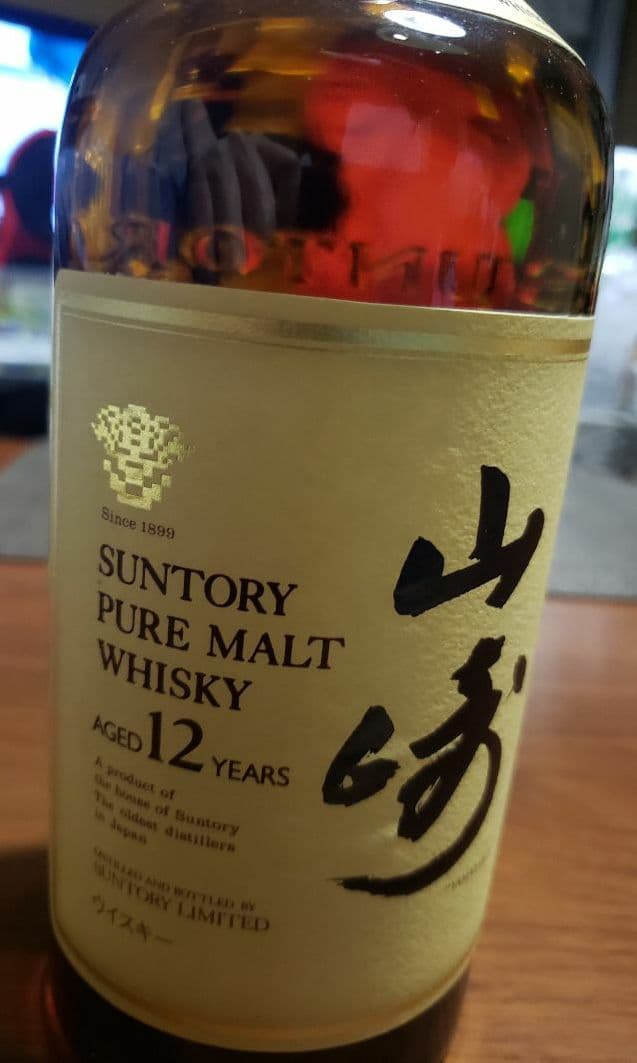 Since 1899
SUNTORY
PURE MALT
WHISKY
AGED 12 YEARS
A product of
the house of Suntory
The oldest distillers
in Japan
DISTILLED AND BOTTLED BY
SUNTORY LIMITED
ウイスキー
山崎